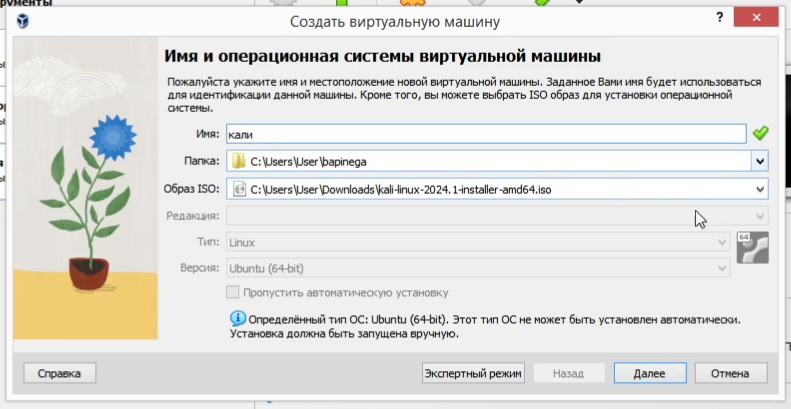 рументы
Создать виртуальную машину
?
Имя и операционная системы виртуальной машины
Пожалуйста укажите имя и местоположение новой виртуальной машины. Заданное Вами имя будет использоваться
для идентификации данной машины. Кроме того, вы можете выбрать ISO образ для установки операционной
системы.
Имя: кали
Папка: C:\Users\User\bapinega
Образ ISO: C:\Users\User\Downloads\kali-linux-2024.1-installer-amd64.iso
Редакция:
Тип: Linux
64
Версия: Ubuntu (64-bit)
Пропустить автоматическую установку
Определённый тип ОС: Ubuntu (64-bit). Этот тип ОС не может быть установлен автоматически.
Установка должна быть запущена вручную.
Справка Экспертный режим Назад Далее Отмена